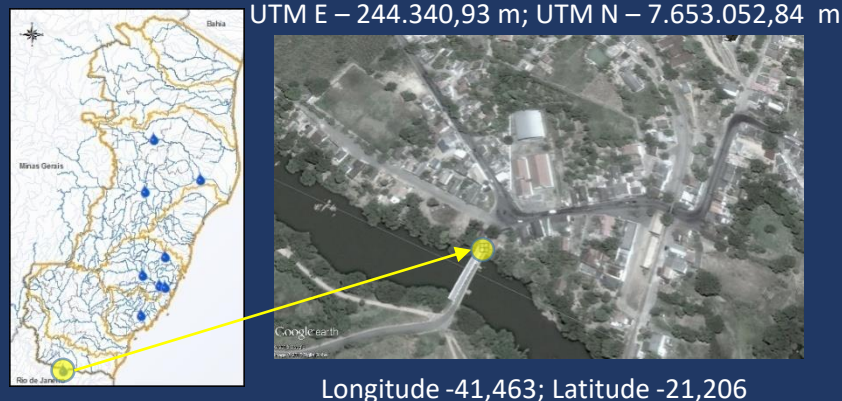 UTM E – 244.340,93 m; UTM N – 7.653.052,84 m
Bahia
Minas Gerais
Rio de Janeiro
Google earth
Longitude -41,463; Latitude -21,206